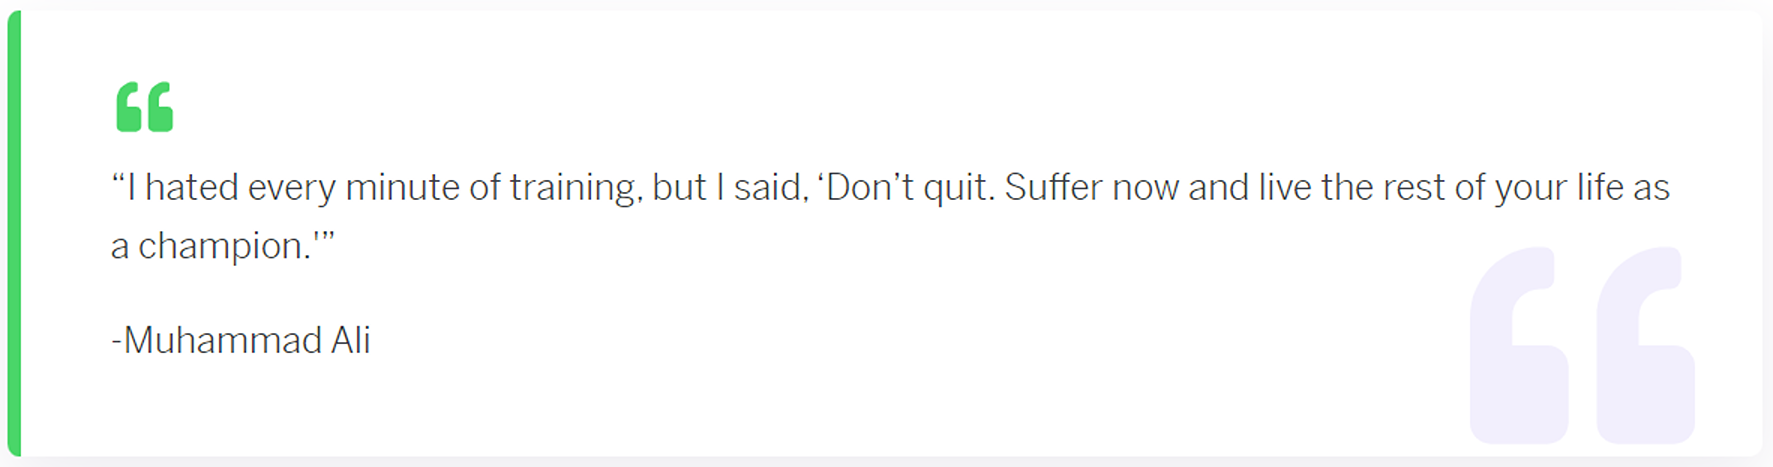 “I hated every minute of training, but I said, ‘Don’t quit. Suffer now and live the rest of your life as
a champion.'”
-Muhammad Ali